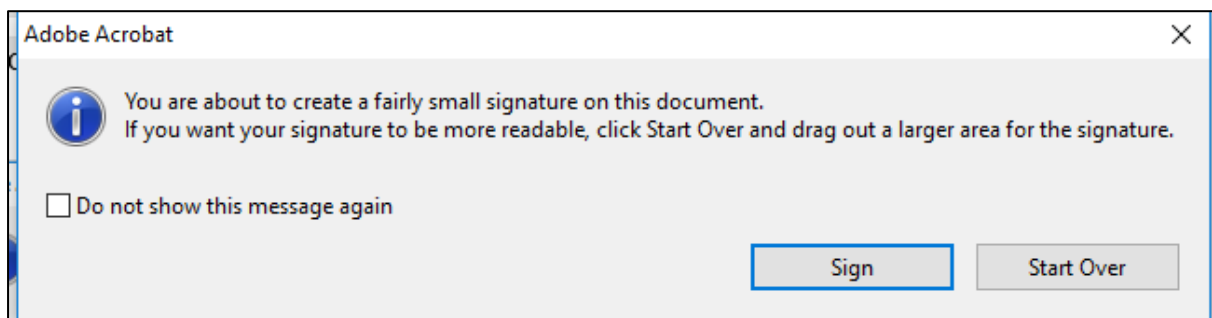 Adobe Acrobat
You are about to create a fairly small signature on this document.
If you want your signature to be more readable, click Start Over and drag out a larger area for the signature.
Do not show this message again
Sign
Start Over